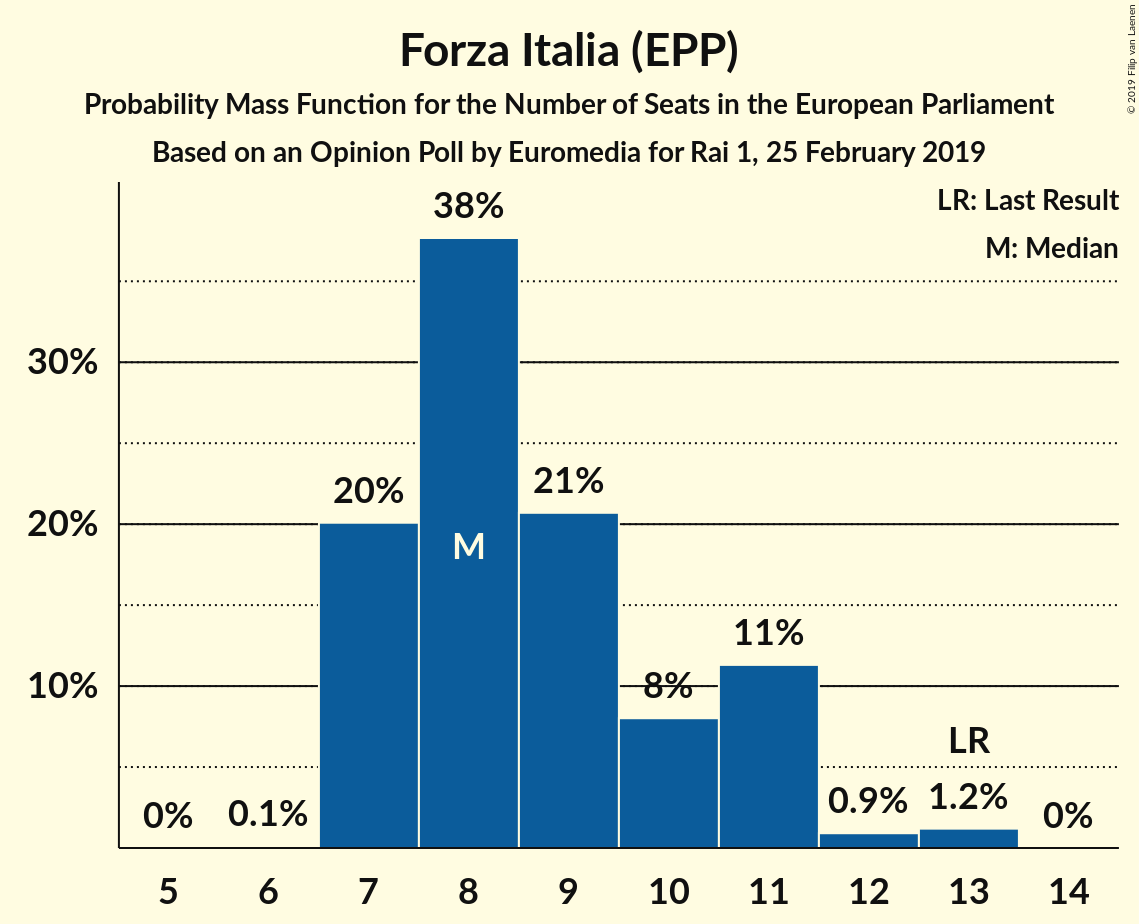 Forza Italia (EPP)
Probability Mass Function for the Number of Seats in the European Parliament
Based on an Opinion Poll by Euromedia for Rai 1, 25 February 2019
© 2019 Filip van Laenen
LR: Last Result
M: Median
38%
30%
21%
20%
20%
M
11%
10%
8%
LR
0%
0.1%
0.9%
1.2%
0%
5 6 7 8 9 10 11 12 13 14